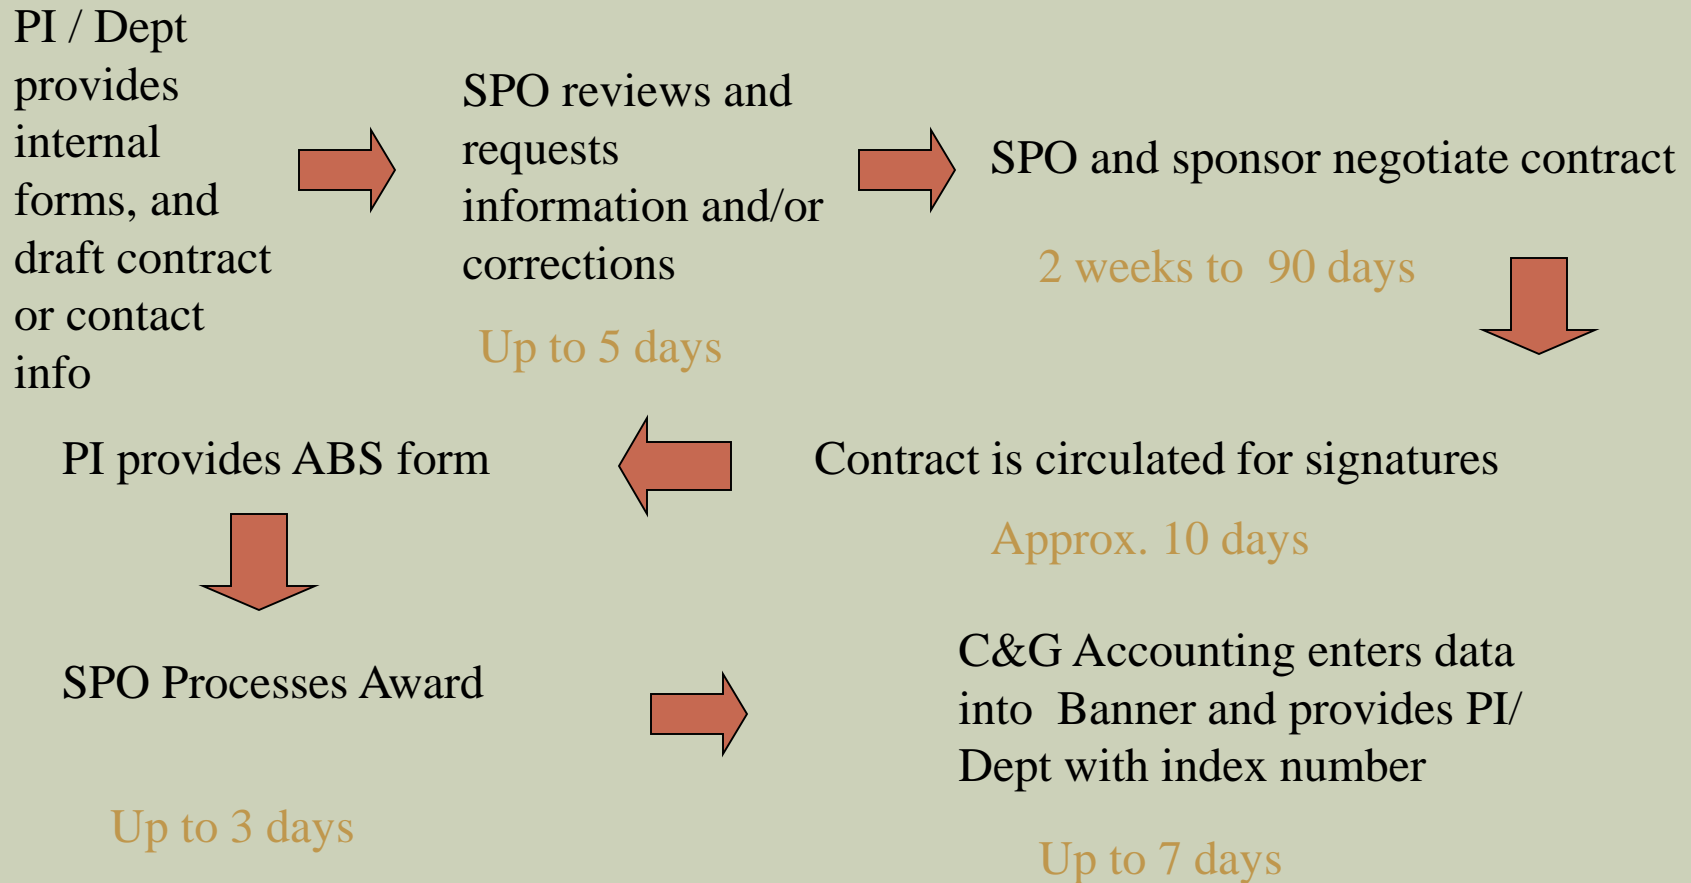 PI / Dept
provides
internal
forms, and
draft contract
or contact
info
SPO reviews and
requests
information and/or
corrections
Up to 5 days
SPO and sponsor negotiate contract
2 weeks to  90 days
Contract is circulated for signatures
Approx. 10 days
PI provides ABS form
SPO Processes Award
Up to 3 days
C&G Accounting enters data
into  Banner and provides PI/
Dept with index number
Up to 7 days